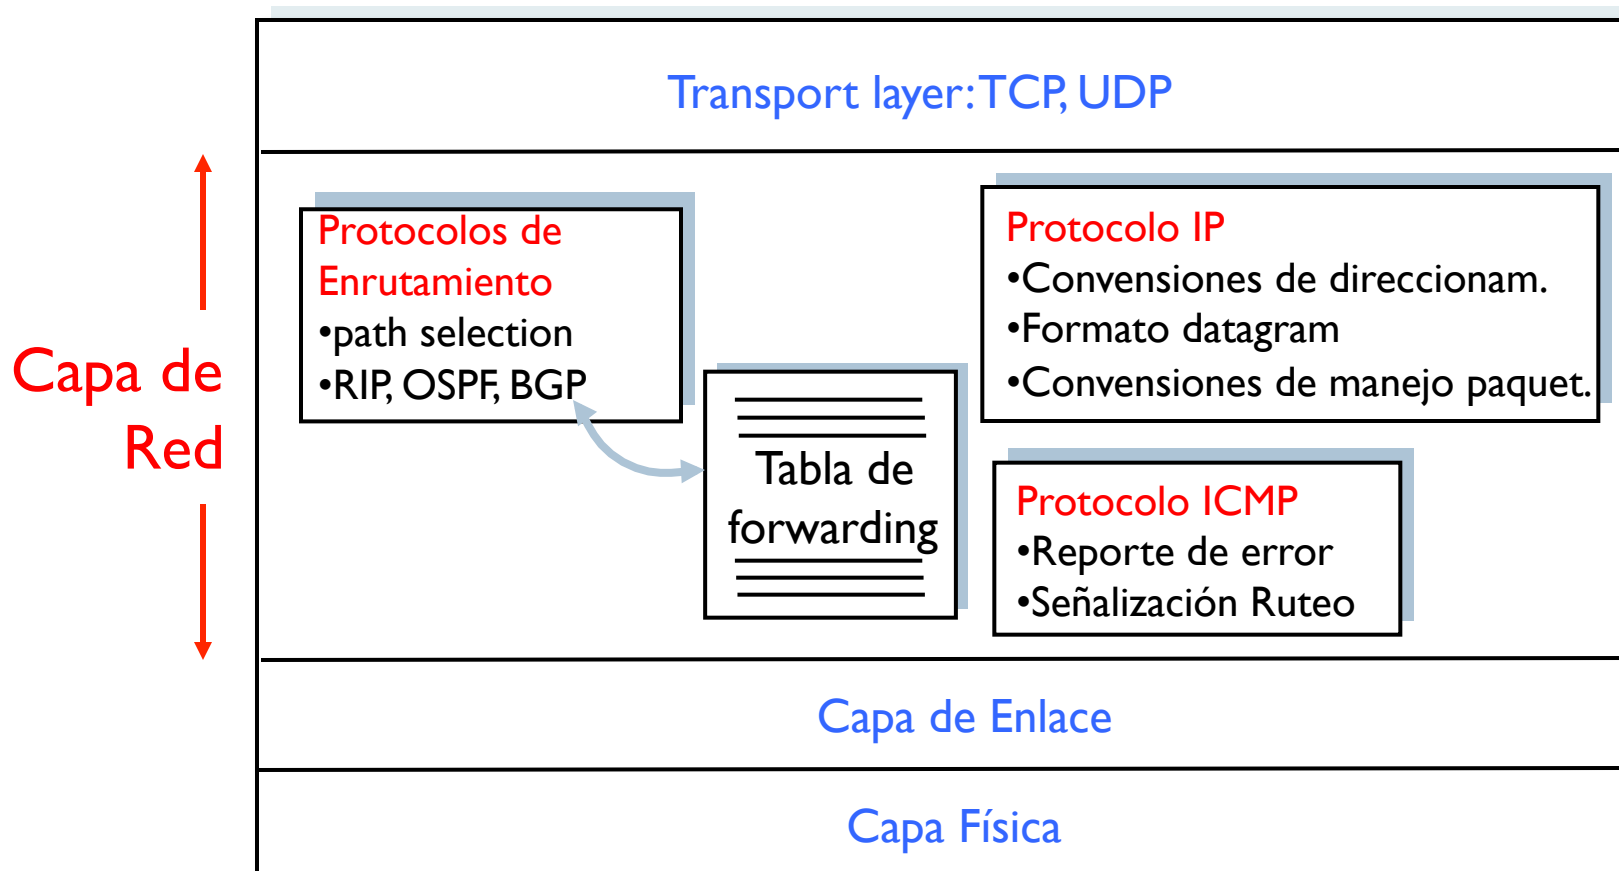 Transport layer: TCP, UDP
Capa de
Red
Protocolos de
Enrutamiento
•path selection
•RIP, OSPF, BGP
Tabla de
forwarding
Protocolo IP
•Convensiones de direccionam.
•Formato datagram
•Convensiones de manejo paquet.
Protocolo ICMP
•Reporte de error
•Señalización Ruteo
Capa de Enlace
Capa Física